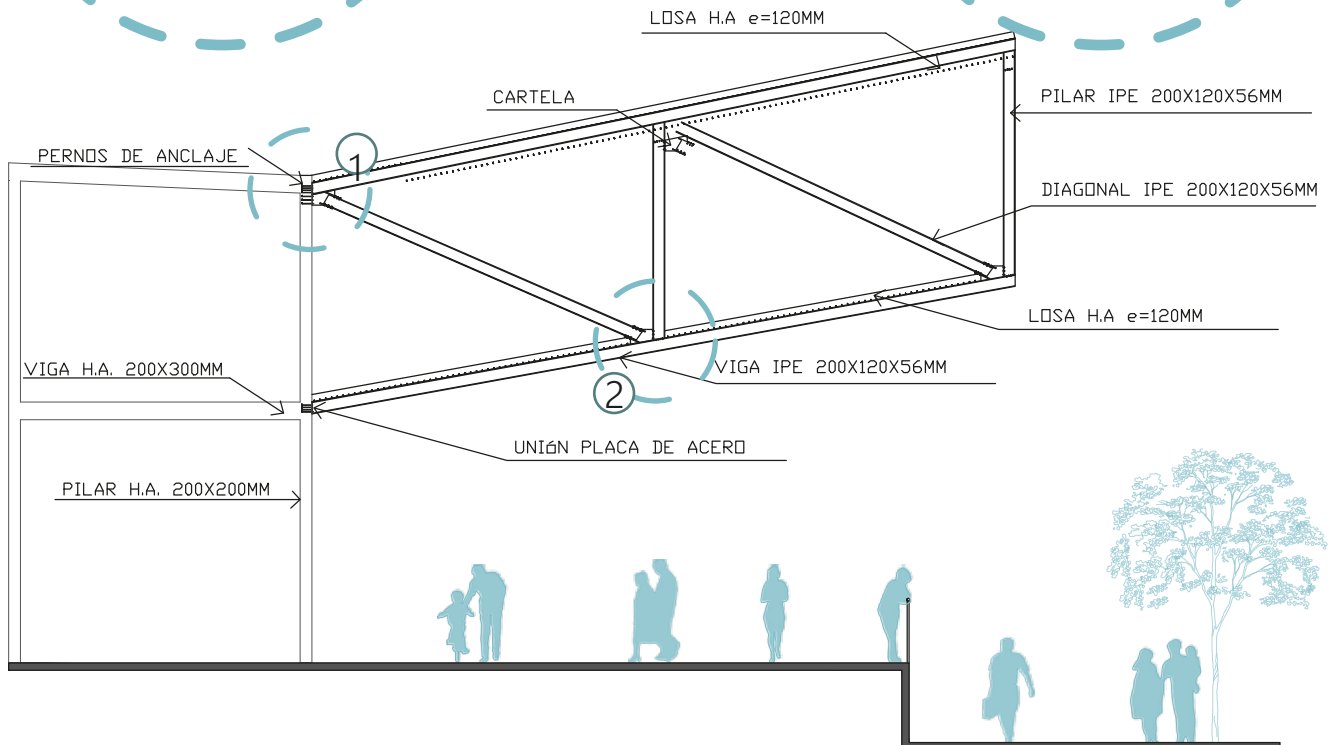 LOSA H.A e=120MM
CARTELA
PILAR IPE 200X120X56MM
PERNOS DE ANCLAJE
1
DIAGONAL IPE 200X120X56MM
LOSA H.A e=120MM
VIGA H.A. 200X300MM
VIGA IPE 200X120X56MM
2
UNIóN PLACA DE ACERO
PILAR H.A. 200X200MM